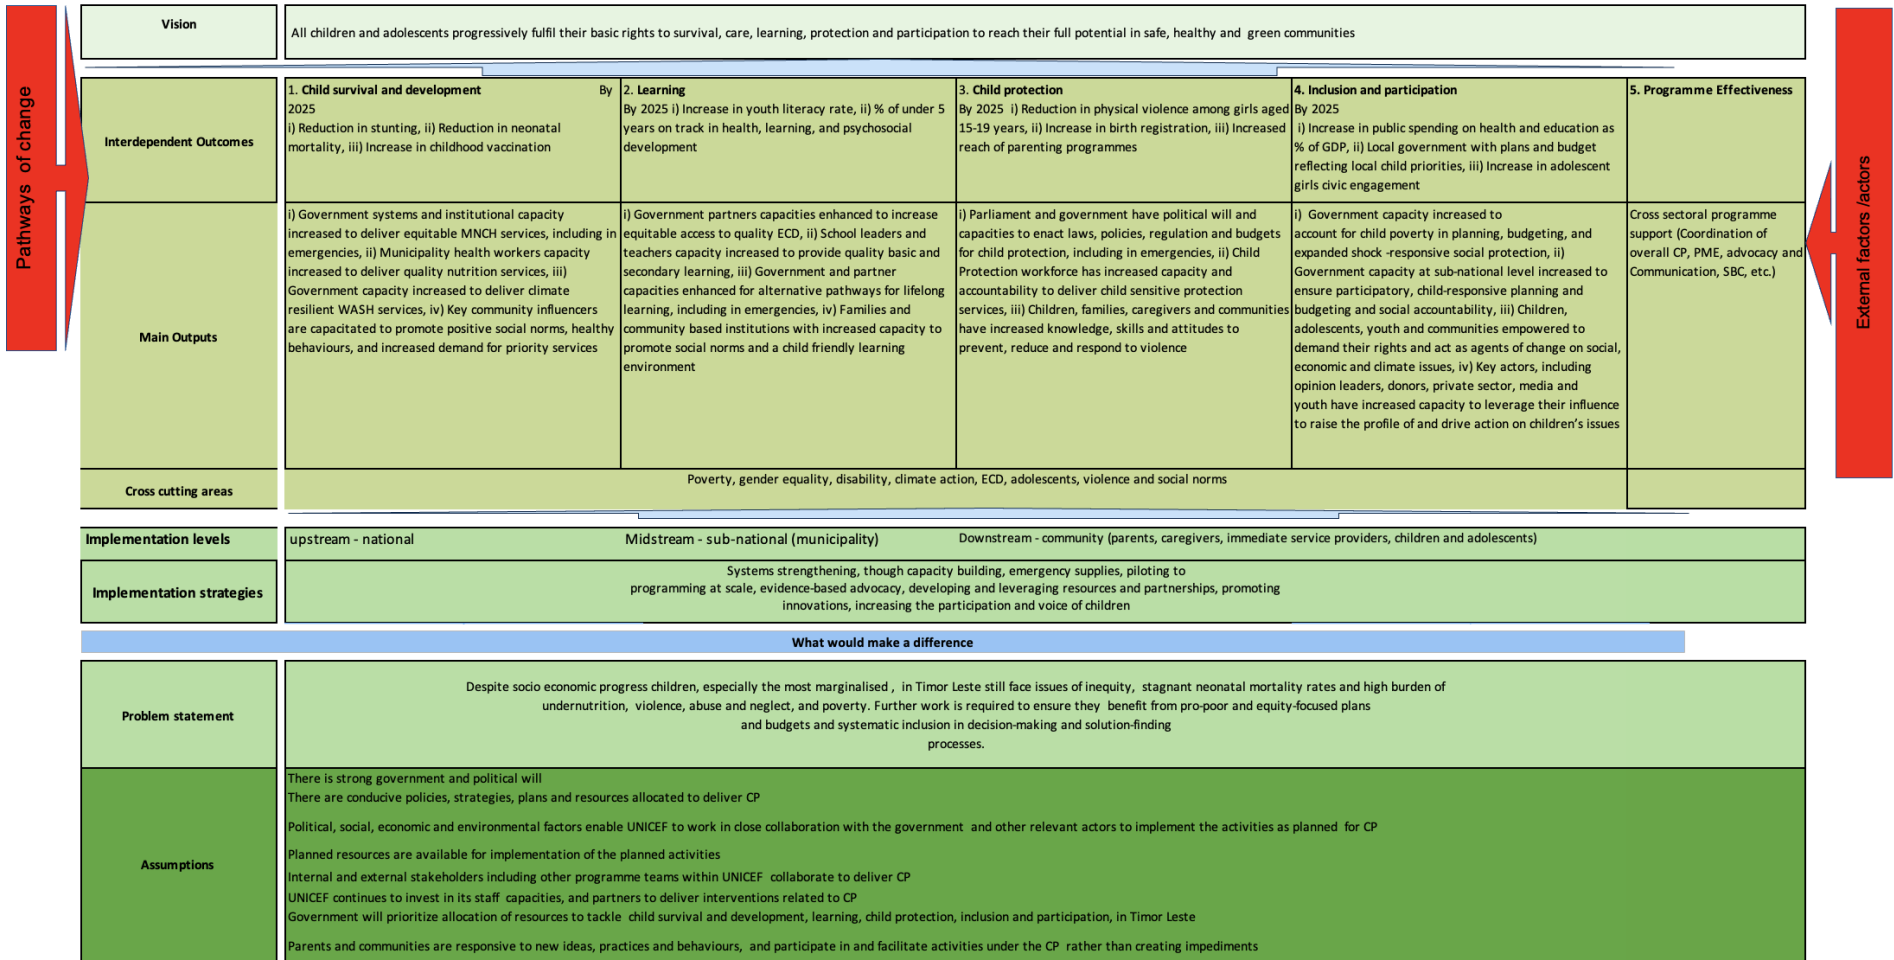 Pathways of change
Vision
All children and adolescents progressively fulfil their basic rights to survival, care, learning, protection and participation to reach their full potential in safe, healthy and green communities
Interdependent Outcomes
1. Child survival and development By
2025
i) Reduction in stunting, ii) Reduction in neonatal
mortality, iii) Increase in childhood vaccination
2. Learning
By 2025 i) Increase in youth literacy rate, ii) % of under 5
years on track in health, learning, and psychosocial
development
3. Child protection
By 2025 i) Reduction in physical violence among girls aged
15-19 years, ii) Increase in birth registration, iii) Increased
reach of parenting programmes
4. Inclusion and participation
By 2025
i) Increase in public spending on health and education as
% of GDP, ii) Local government with plans and budget
reflecting local child priorities, iii) Increase in adolescent
girls civic engagement
5. Programme Effectiveness
Main Outputs
i) Government systems and institutional capacity
increased to deliver equitable MNCH services, including in
emergencies, ii) Municipality health workers capacity
increased to deliver quality nutrition services, iii)
Government capacity increased to deliver climate
resilient WASH services, iv) Key community influencers
are capacitated to promote positive social norms, healthy
behaviours, and increased demand for priority services
i) Government partners capacities enhanced to increase
equitable access to quality ECD, ii) School leaders and
teachers capacity increased to provide quality basic and
secondary learning, iii) Government and partner
capacities enhanced for alternative pathways for lifelong
learning, including in emergencies, iv) Families and
community based institutions with increased capacity to
promote social norms and a child friendly learning
environment
i) Parliament and government have political will and
capacities to enact laws, policies, regulation and budgets
for child protection, including in emergencies, ii) Child
Protection workforce has increased capacity and
accountability to deliver child sensitive protection
services, iii) Children, families, caregivers and communities
have increased knowledge, skills and attitudes to
prevent, reduce and respond to violence
i) Government capacity increased to
account for child poverty in planning, budgeting, and
expanded shock -responsive social protection, ii)
Government capacity at sub-national level increased to
ensure participatory, child-responsive planning and
budgeting and social accountability, iii) Children,
adolescents, youth and communities empowered to
demand their rights and act as agents of change on social,
economic and climate issues, iv) Key actors, including
opinion leaders, donors, private sector, media and
youth have increased capacity to leverage their influence
to raise the profile of and drive action on children's issues
Cross sectoral programme
support (Coordination of
overall CP, PME, advocacy and
Communication, SBC, etc.)
External factors /actors
Cross cutting areas
Poverty, gender equality, disability, climate action, ECD, adolescents, violence and social norms
Implementation levels
upstream - national
Midstream - sub-national (municipality)
Downstream - community (parents, caregivers, immediate service providers, children and adolescents)
Implementation strategies
Systems strengthening, though capacity building, emergency supplies, piloting to
programming at scale, evidence-based advocacy, developing and leveraging resources and partnerships, promoting
innovations, increasing the participation and voice of children
What would make a difference
Problem statement
Despite socio economic progress children, especially the most marginalised , in Timor Leste still face issues of inequity, stagnant neonatal mortality rates and high burden of
undernutrition, violence, abuse and neglect, and poverty. Further work is required to ensure they benefit from pro-poor and equity-focused plans
and budgets and systematic inclusion in decision-making and solution-finding
processes.
Assumptions
There is strong government and political will
There are conducive policies, strategies, plans and resources allocated to deliver CP
Political, social, economic and environmental factors enable UNICEF to work in close collaboration with the government and other relevant actors to implement the activities as planned for CP
Planned resources are available for implementation of the planned activities
Internal and external stakeholders including other programme teams within UNICEF collaborate to deliver CP
UNICEF continues to invest in its staff capacities, and partners to deliver interventions related to CP
Government will prioritize allocation of resources to tackle child survival and development, learning, child protection, inclusion and participation, in Timor Leste
Parents and communities are responsive to new ideas, practices and behaviours, and participate in and facilitate activities under the CP rather than creating impediments